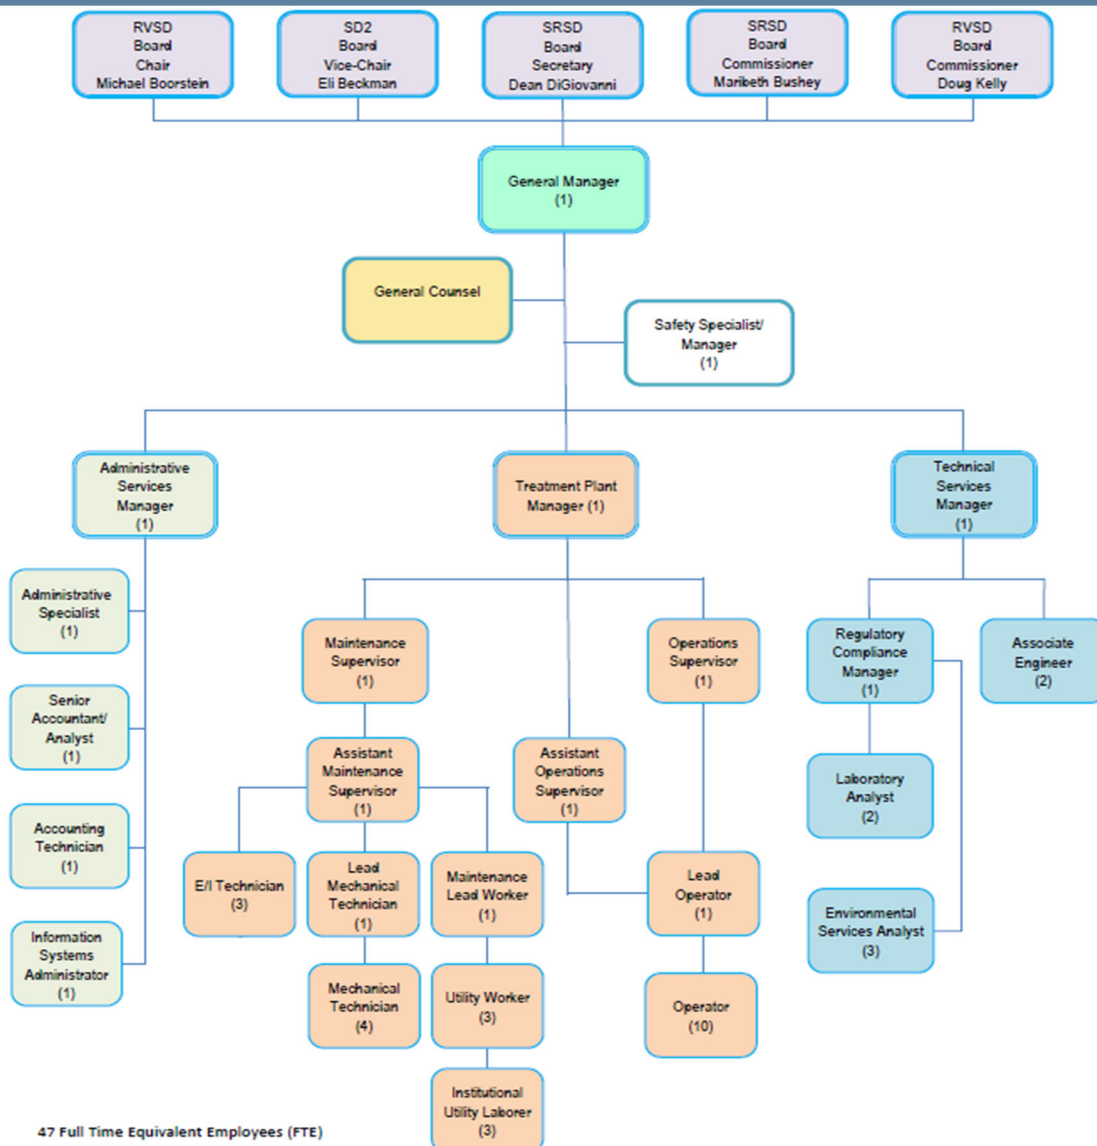 RVSD
Board
Chair
Michael Boorstein
SD2
Board
Vice-Chair
Eli Beckman
SRSD
Board
Secretary
Dean DiGiovanni
SRSD
Board
Commissioner
Maribeth Bushey
RVSD
Board
Commissioner
Doug Kelly
General Manager
(1)
General Counsel
Safety Specialist/
Manager
(1)
Administrative
Services
Manager
(1)
Treatment Plant
Manager (1)
Technical
Services
Manager
(1)
Administrative
Specialist
(1)
Senior
Accountant/
Analyst
(1)
Accounting
Technician
(1)
Information
Systems
Administrator
(1)
Maintenance
Supervisor
(1)
Operations
Supervisor
(1)
Regulatory
Compliance
Manager
(1)
Associate
Engineer
(2)
Assistant
Maintenance
Supervisor
(1)
Assistant
Operations
Supervisor
(1)
Laboratory
Analyst
(2)
E/I Technician
(3)
Lead
Mechanical
Technician
(1)
Maintenance
Lead Worker
(1)
Lead
Operator
(1)
Environmental
Services Analyst
(3)
Mechanical
Technician
(4)
Utility Worker
(3)
Operator
(10)
Institutional
Utility Laborer
(3)
47 Full Time Equivalent Employees (FTE)